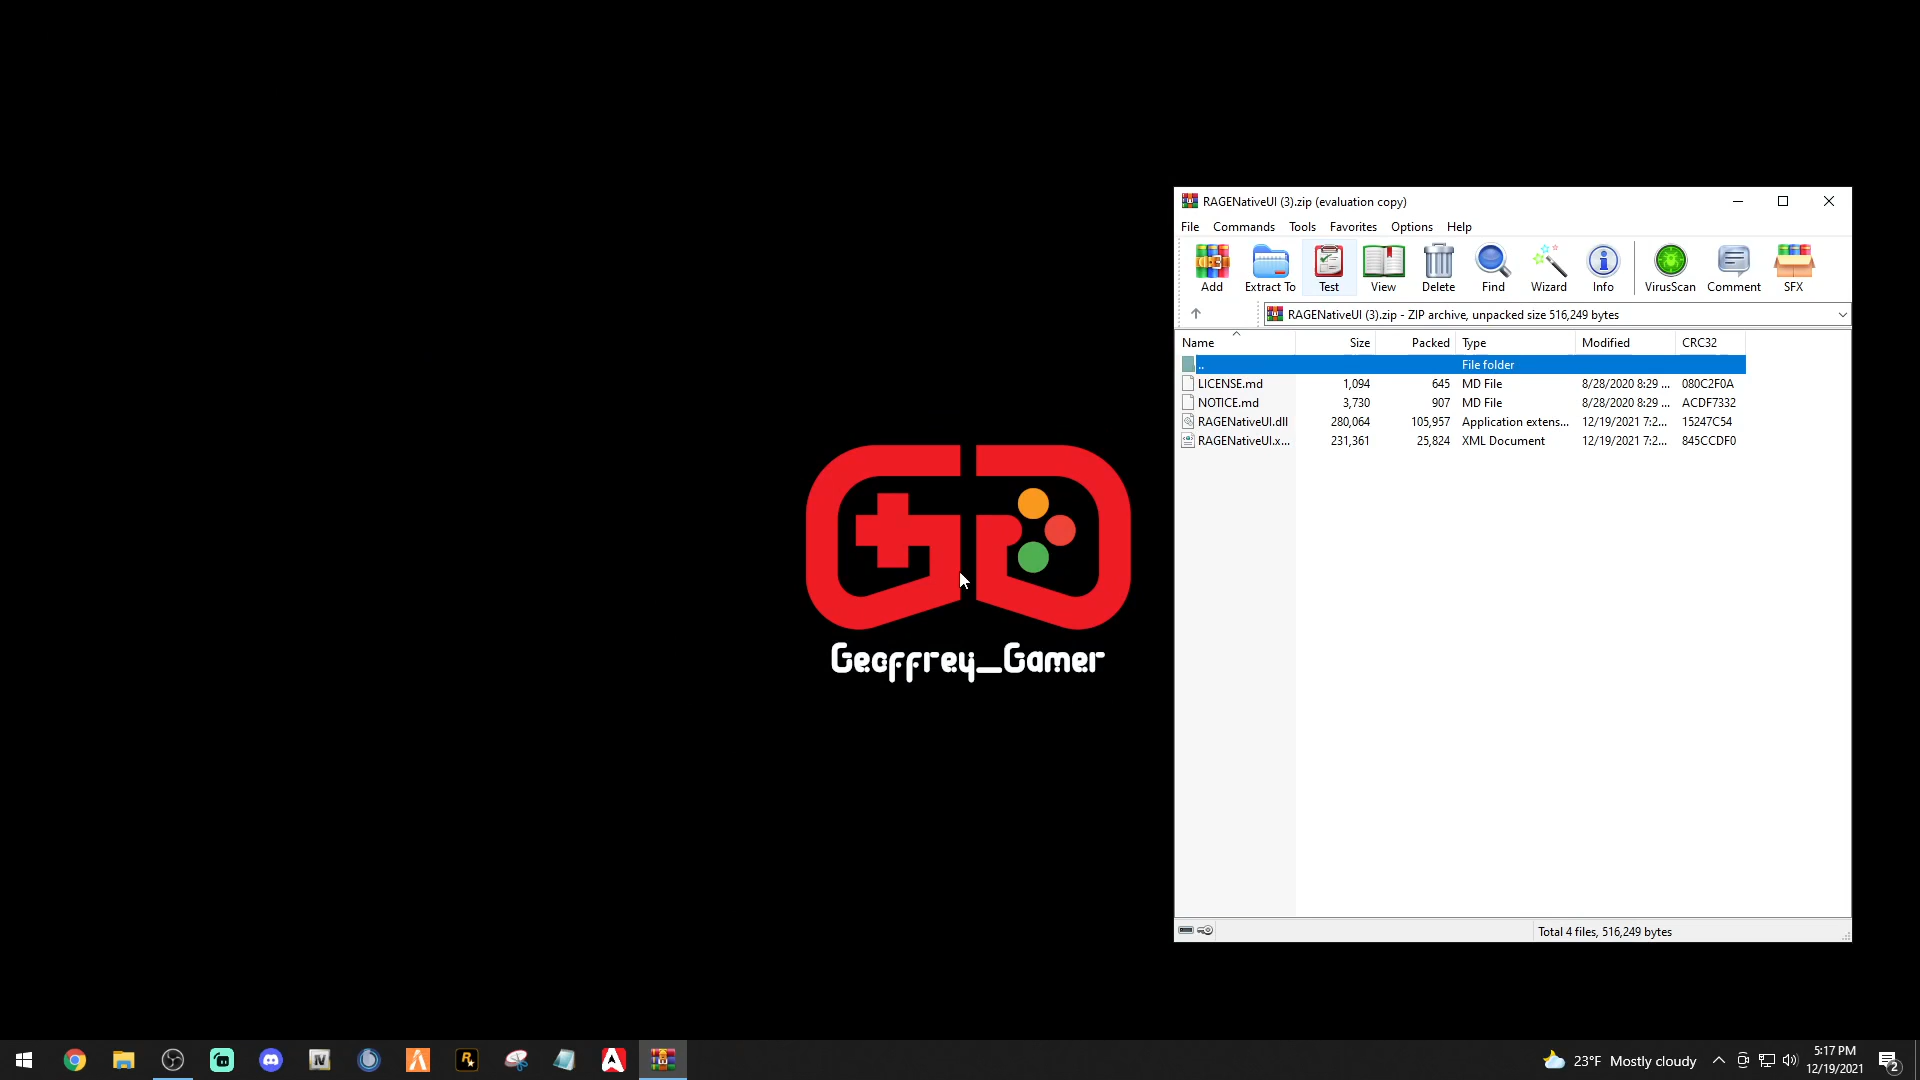 RAGENativeUI (3).zip (evaluation copy)
File Commands Tools Favorites Options Help
Add Extract To Test View Delete Find Wizard Info VirusScan Comment SFX
RAGENativeUI (3).zip - ZIP archive, unpacked size 516,249 bytes
Name Size Packed Type Modified CRC32
.. File folder
LICENSE.md 1,094 645 MD File 8/28/2020 8:29 ... 080C2F0A
NOTICE.md 3,730 907 MD File 8/28/2020 8:29 ... ACDF7332
RAGENativeUI.dll 280,064 105,957 Application extens... 12/19/2021 7:2... 15247C54
RAGENativeUI.x... 231,361 25,824 XML Document 12/19/2021 7:2... 845CCDF0
Geoffrey_Gamer
Total 4 files, 516,249 bytes
23°F Mostly cloudy
5:17 PM
12/19/2021
2